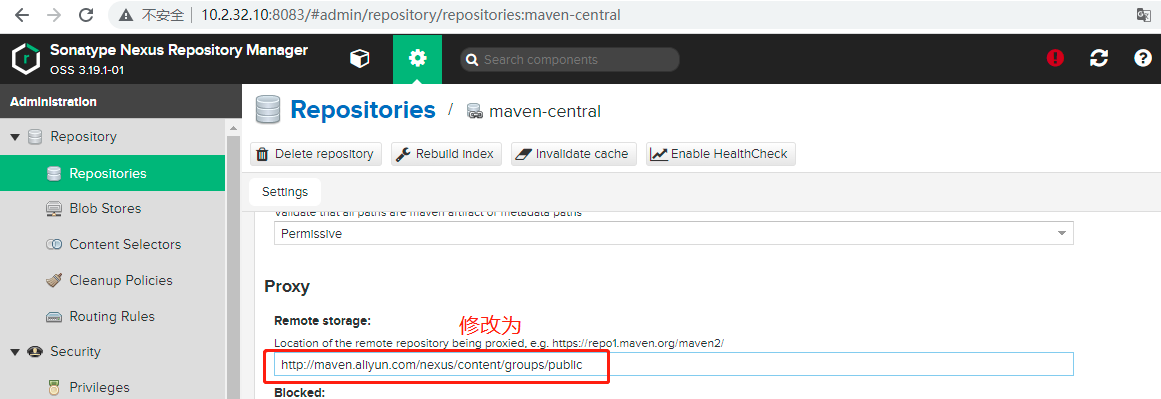 不安全 10.2.32.10:8083/#admin/repository/repositories:maven-central
Sonatype Nexus Repository Manager
OSS 3.19.1-01
Search components
Administration
Repository
Repositories
Blob Stores
Content Selectors
Cleanup Policies
Routing Rules
Security
Privileges
Repositories / maven-central
Delete repository Rebuild index Invalidate cache Enable HealthCheck
Settings
Validate that all paths are maven artifact or metadata paths
Permissive
Proxy
Remote storage:
修改为
Location of the remote repository being proxied, e.g. https://repo1.maven.org/maven2/
http://maven.aliyun.com/nexus/content/groups/public
Blocked: